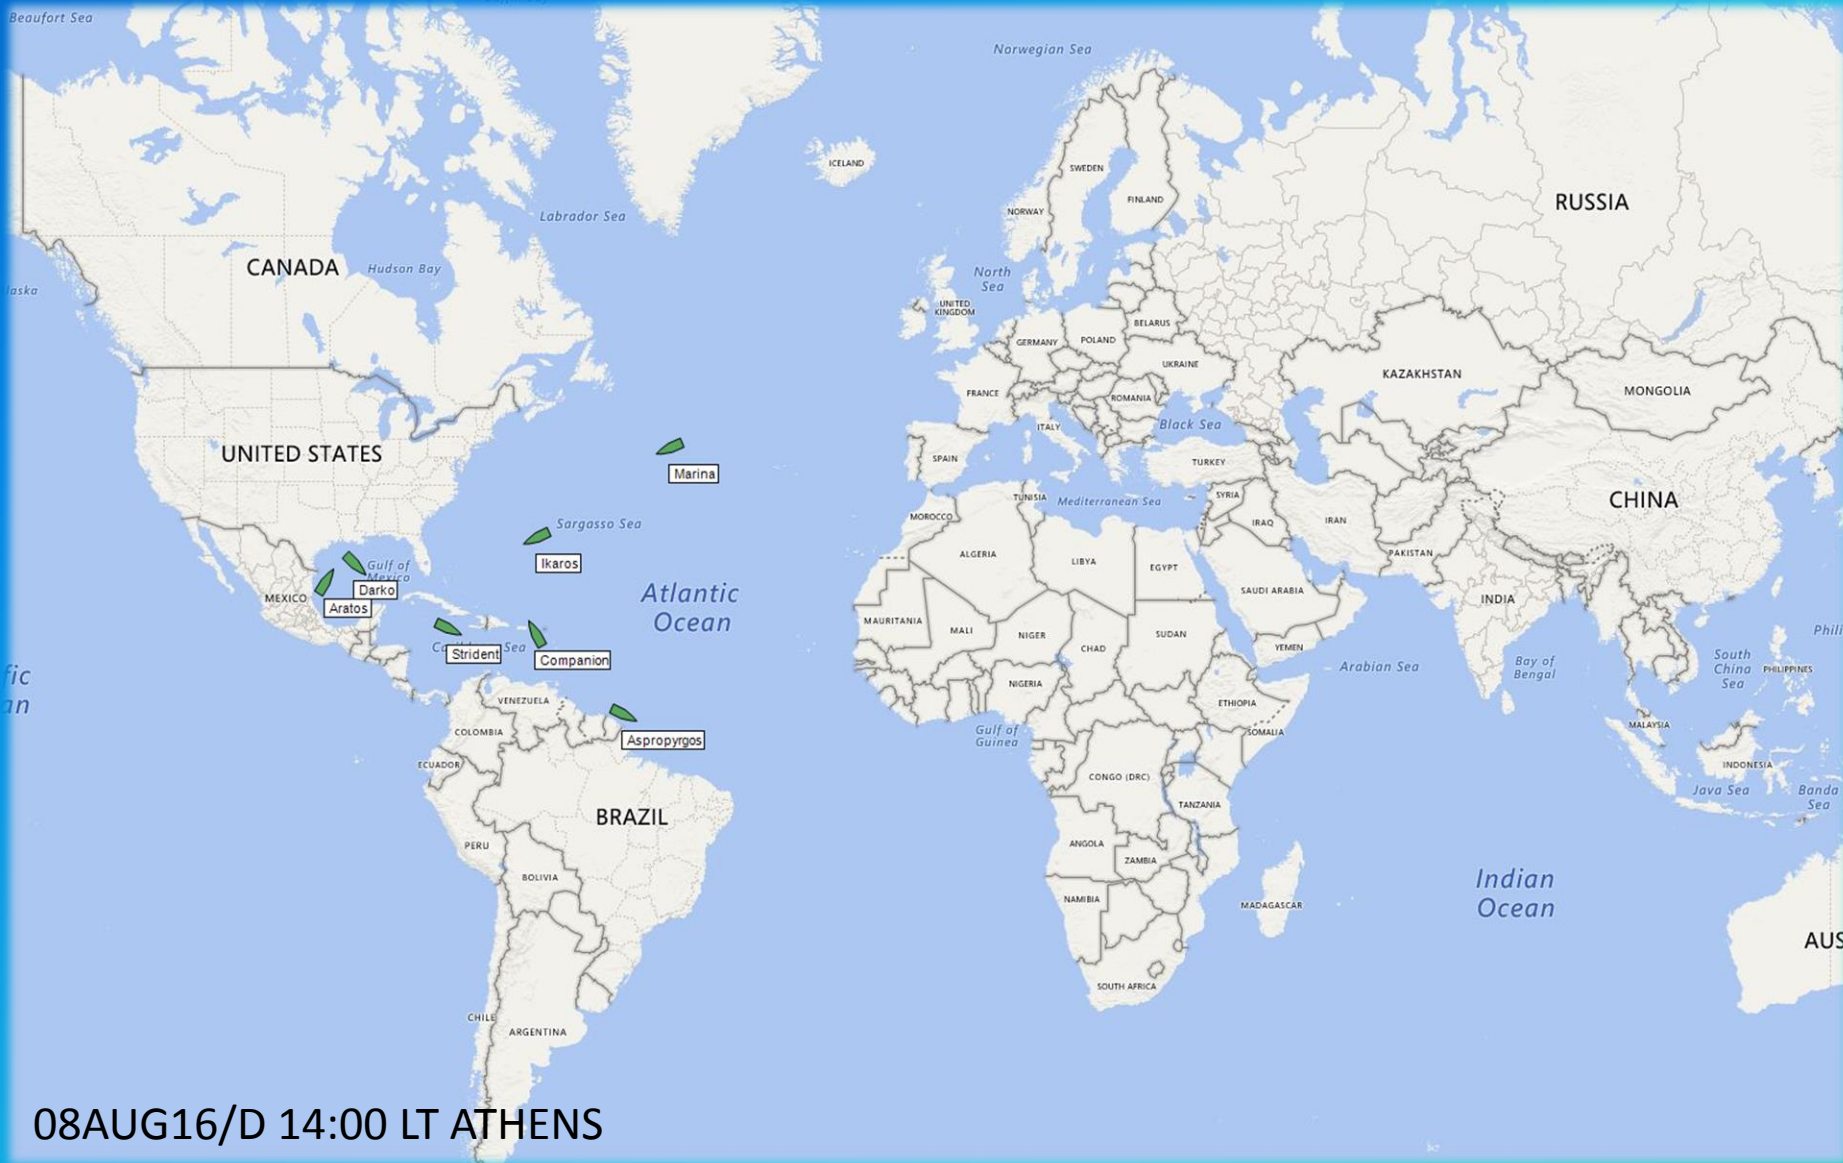 Beaufort Sea
Norwegian Sea
ICELAND
SWEDEN
FINLAND
NORWAY
RUSSIA
Labrador Sea
CANADA
Hudson Bay
North
Sea
laska
UNITED
KINGDOM
BELARUS
GERMANY
POLAND
UKRAINE
KAZAKHSTAN
MONGOLIA
FRANCE
ROMANIA
Black Sea
ITALY
UNITED STATES
Marina
SPAIN
TURKEY
CHINA
TUNISIA
Mediterranean Sea
SYRIA
MOROCCO
IRAQ
IRAN
Sargasso Sea
Ikaros
ALGERIA
LIBYA
EGYPT
PAKISTAN
Gulf of
Mexico
Darko
MEXICO
Aratos
Atlantic
Ocean
SAUDI ARABIA
INDIA
MAURITANIA
MALI
NIGER
CHAD
SUDAN
YEMEN
Phili
Strident
Sea
Companion
Arabian Sea
Bay of
Bengal
South
China
Sea
PHILIPPINES
fic
an
VENEZUELA
NIGERIA
ETHIOPIA
COLOMBIA
Aspropyrgos
Gulf of
Guinea
SOMALIA
MALAYSIA
ECUADOR
CONGO (DRC)
INDONESIA
Java Sea
Banda
Sea
TANZANIA
BRAZIL
PERU
ANGOLA
ZAMBIA
BOLIVIA
NAMIBIA
MADAGASCAR
Indian
Ocean
AUS
SOUTH AFRICA
CHILE
ARGENTINA
08AUG16/D 14:00 LT ATHENS